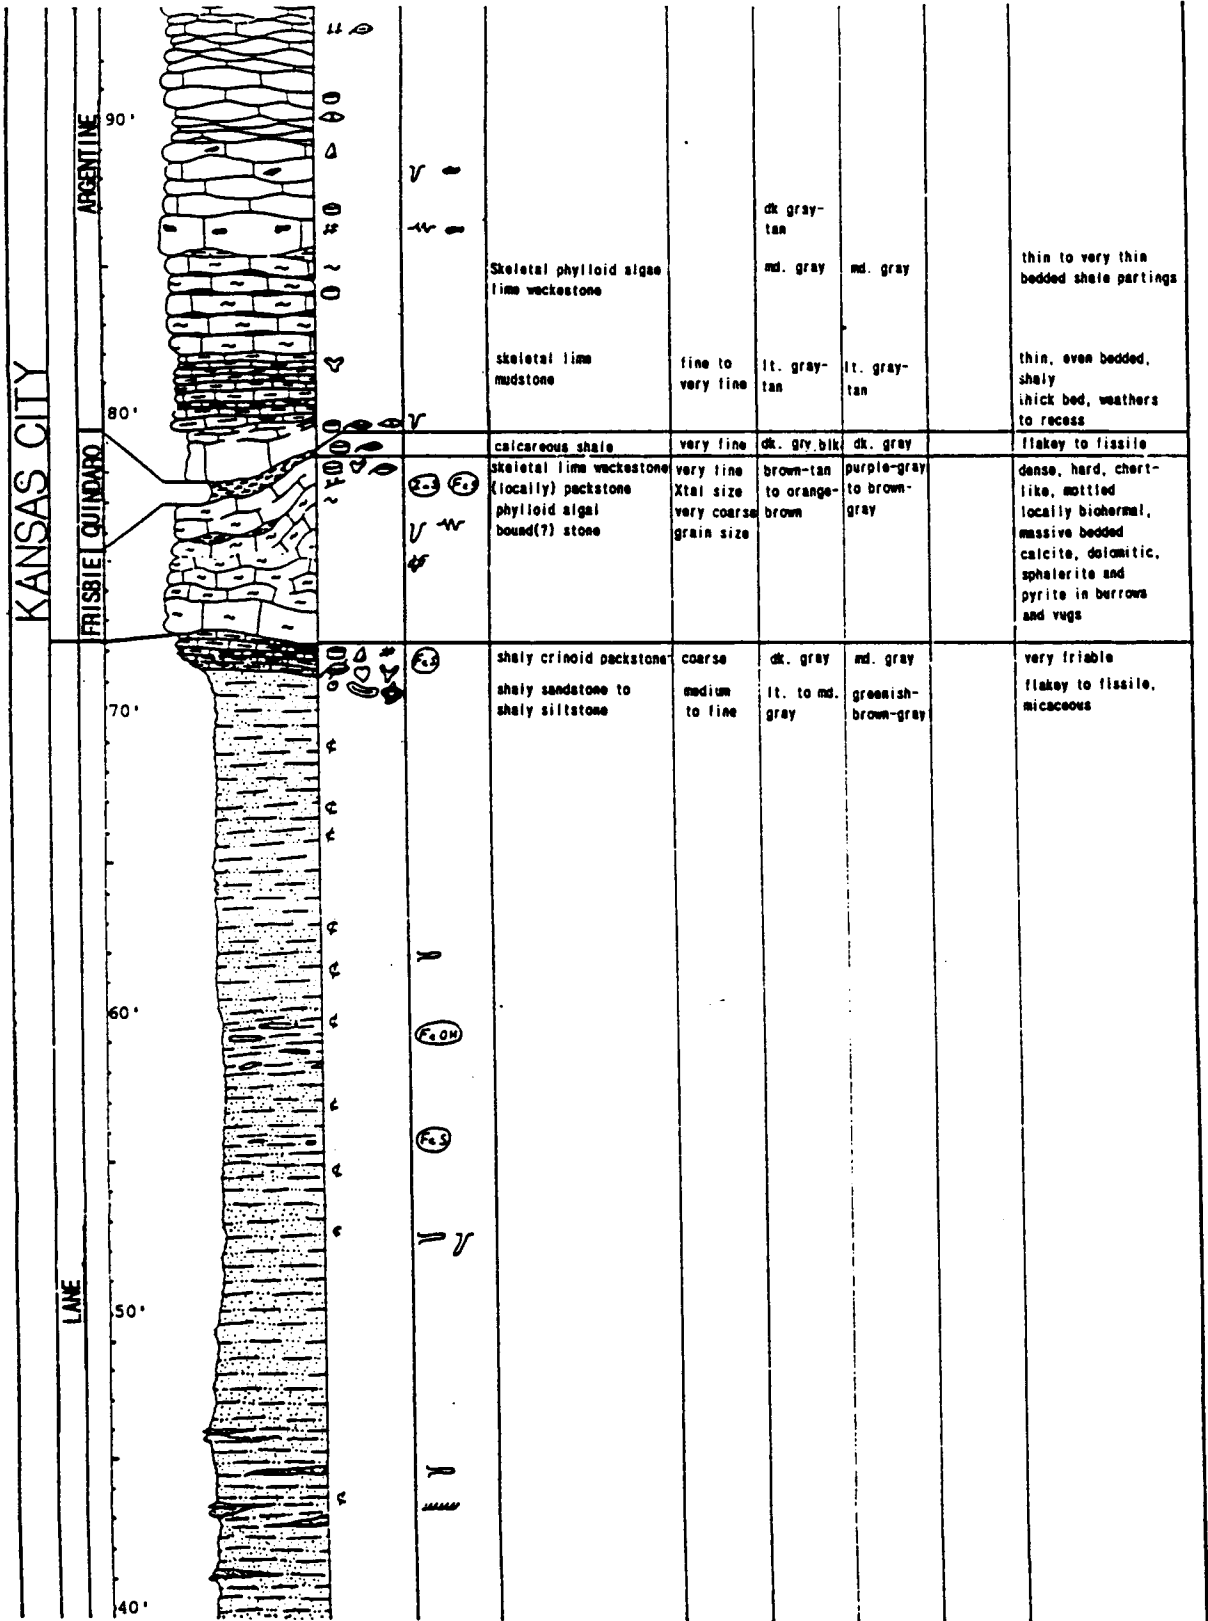 KANSAS CITY
ARGENTINE
QUINDARO
FRISBIE
LANE
90'
80'
70'
60'
50'
40'
dk gray-
tan
Skeletal phylloid algae
lime wackestone
md. gray
md. gray
thin to very thin
bedded shale partings
skeletal lime
mudstone
fine to
very fine
lt. gray-
tan
lt. gray-
tan
thin, even bedded,
shaly
thick bed, weathers
to recess
calcareous shale
very fine
dk. gry.blk
dk. gray
flakey to fissile
skeletal lime wackestone
(locally) packstone
phylloid algal
bound(?) stone
very fine
Xtal size
very coarse
grain size
brown-tan
to orange-
brown
purple-gray
to brown-
gray
dense, hard, chert-
like, mottled
locally biohermal,
massive bedded
calcite, dolomitic,
sphalerite and
pyrite in burrows
and vugs
FeS
FeS
shaly crinoid packstone
coarse
dk. gray
md. gray
very friable
shaly sandstone to
shaly siltstone
medium
to fine
lt. to md.
gray
greenish-
brown-gray
flakey to fissile,
micaceous
FeOH
FeS